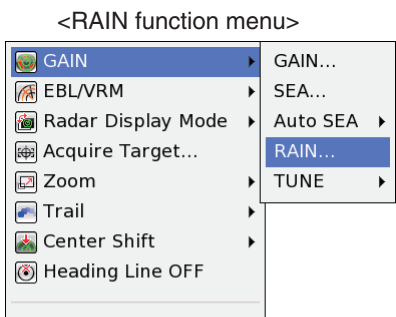 <RAIN function menu>
GAIN
EBL/VRM
Radar Display Mode
Acquire Target...
Zoom
Trail
Center Shift
Heading Line OFF
GAIN...
SEA...
Auto SEA
RAIN...
TUNE